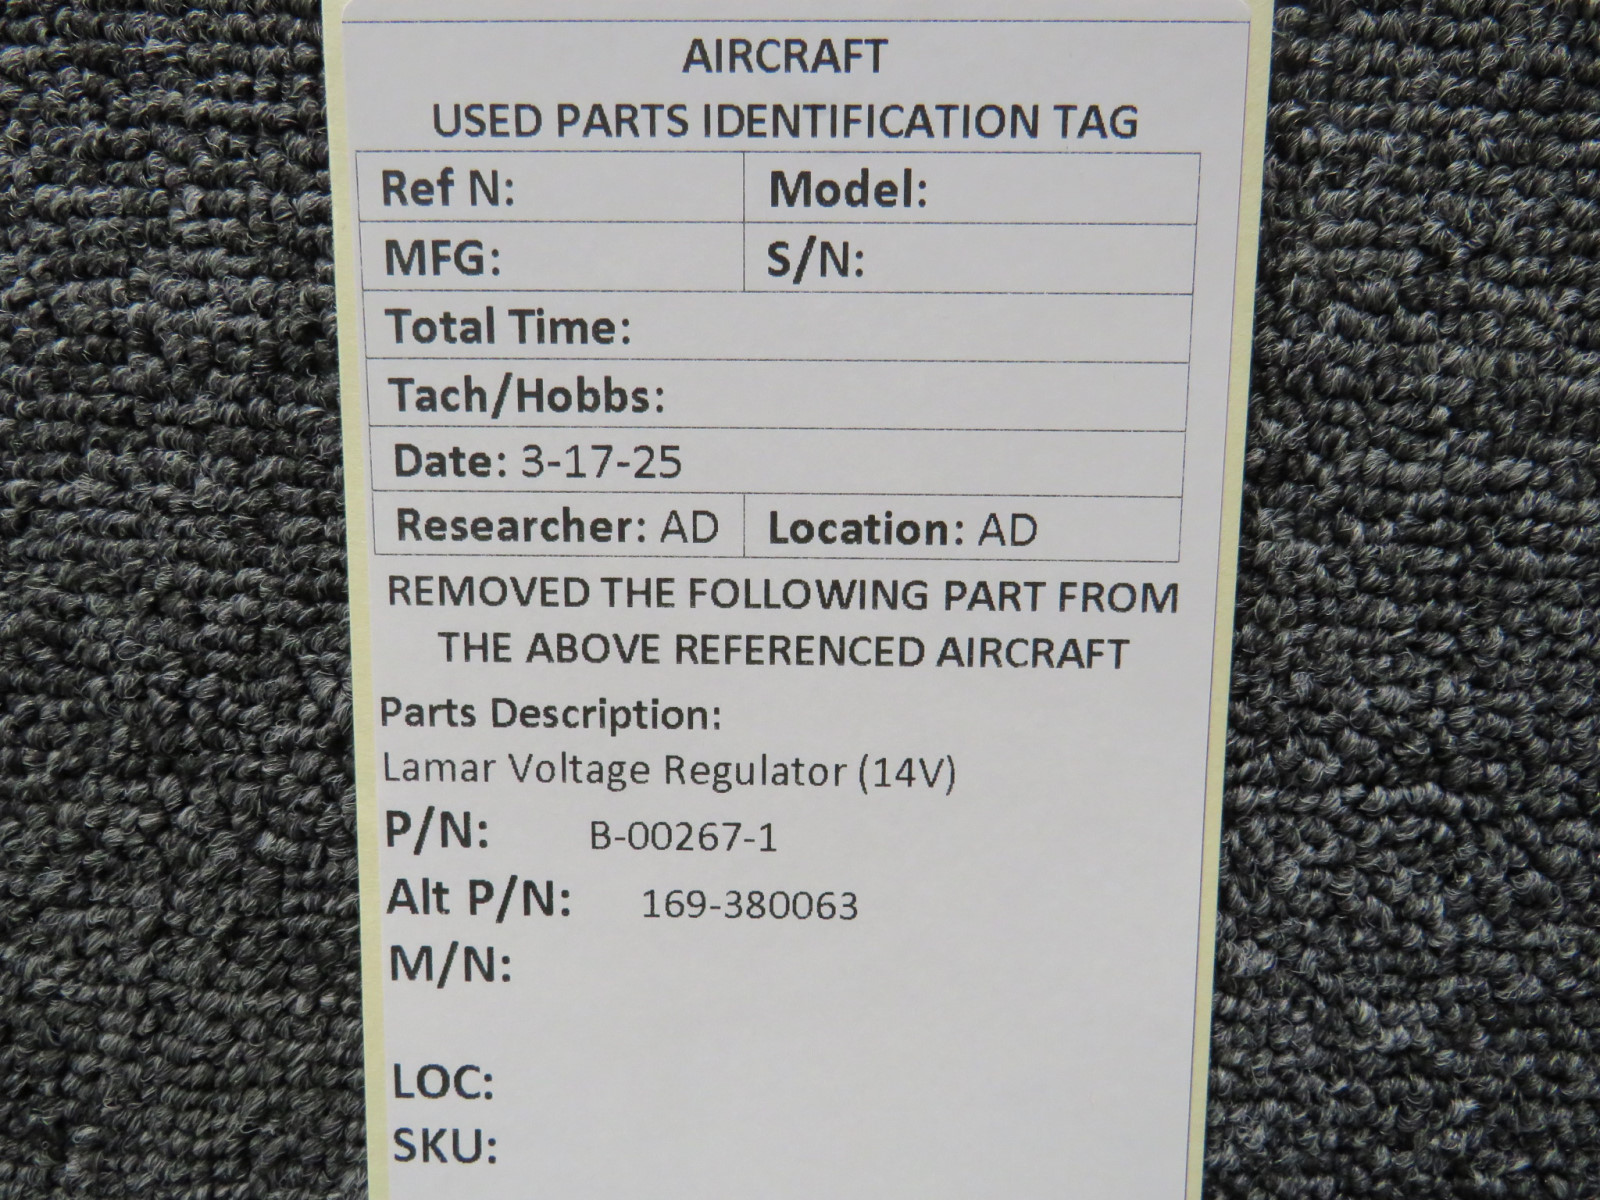 AIRCRAFT
USED PARTS IDENTIFICATION TAG
Ref N: Model:
MFG: S/N:
Total Time:
Tach/Hobbs:
Date: 3-17-25
Researcher: AD Location: AD
REMOVED THE FOLLOWING PART FROM
THE ABOVE REFERENCED AIRCRAFT
Parts Description:
Lamar Voltage Regulator (14V)
P/N: B-00267-1
Alt P/N: 169-380063
M/N:
LOC:
SKU: